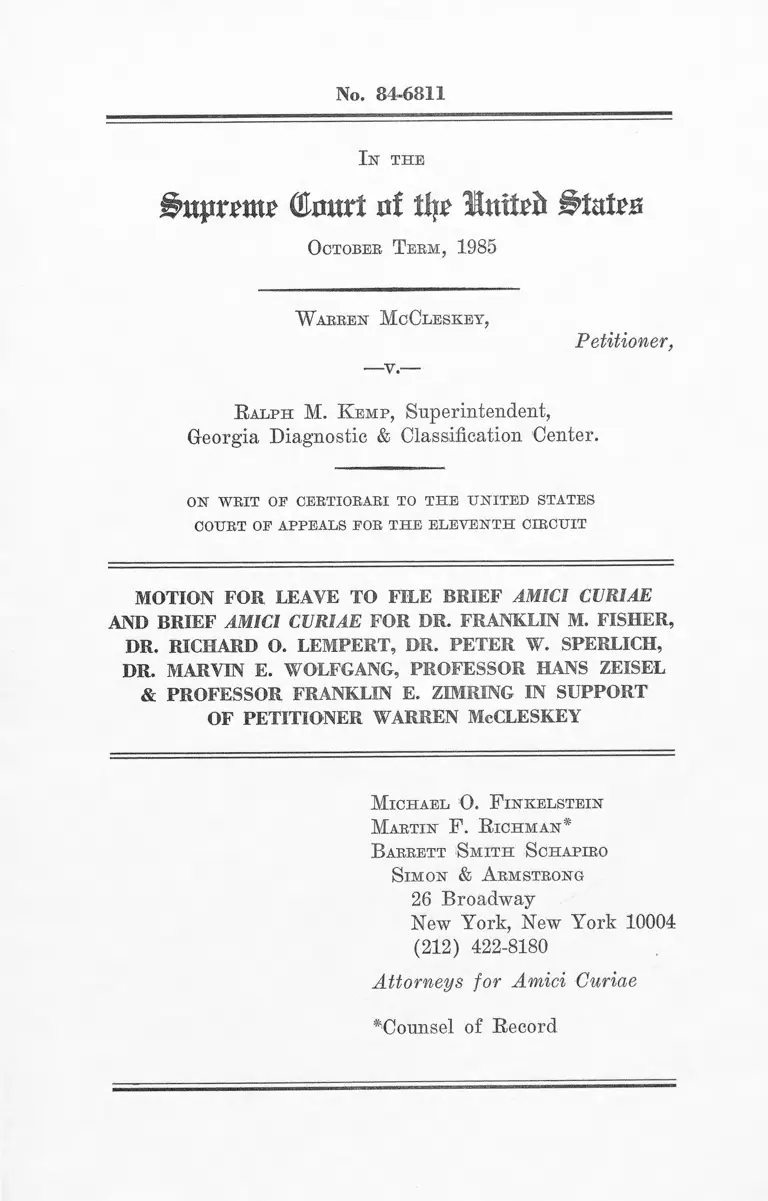 No. 84-6811
IN THE
Supreme Court of the United States
OCTOBER TERM, 1985
WARREN MCCLESKEY,
Petitioner,
—v.—
RALPH M. KEMP, Superintendent,
Georgia Diagnostic & Classification Center.
ON WRIT OF CERTIORARI TO THE UNITED STATES
COURT OF APPEALS FOR THE ELEVENTH CIRCUIT
MOTION FOR LEAVE TO FILE BRIEF AMICI CURIAE
AND BRIEF AMICI CURIAE FOR DR. FRANKLIN M. FISHER,
DR. RICHARD O. LEMPERT, DR. PETER W. SPERLICH,
DR. MARVIN E. WOLFGANG, PROFESSOR HANS ZEISEL
& PROFESSOR FRANKLIN E. ZIMRING IN SUPPORT
OF PETITIONER WARREN McCLESKEY
MICHAEL O. FINKELSTEIN
MARTIN F. RICHMAN*
BARRETT SMITH SCHAPIRO
SIMON & ARMSTRONG
26 Broadway
New York, New York 10004
(212) 422-8180
Attorneys for Amici Curiae
*Counsel of Record